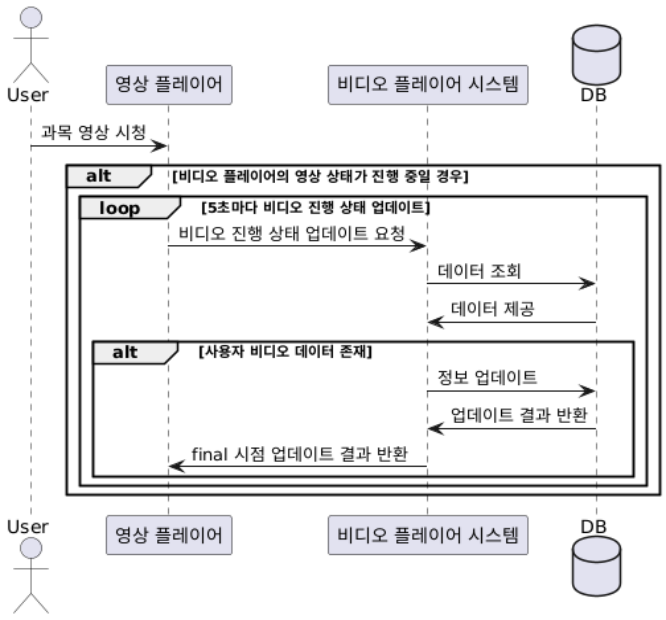 User
영상 플레이어
비디오 플레이어 시스템
DB
과목 영상 시청
alt [비디오 플레이어의 영상 상태가 진행 중일 경우]
loop [5초마다 비디오 진행 상태 업데이트]
비디오 진행 상태 업데이트 요청
데이터 조회
데이터 제공
alt [사용자 비디오 데이터 존재]
정보 업데이트
업데이트 결과 반환
final 시점 업데이트 결과 반환
User
영상 플레이어
비디오 플레이어 시스템
DB